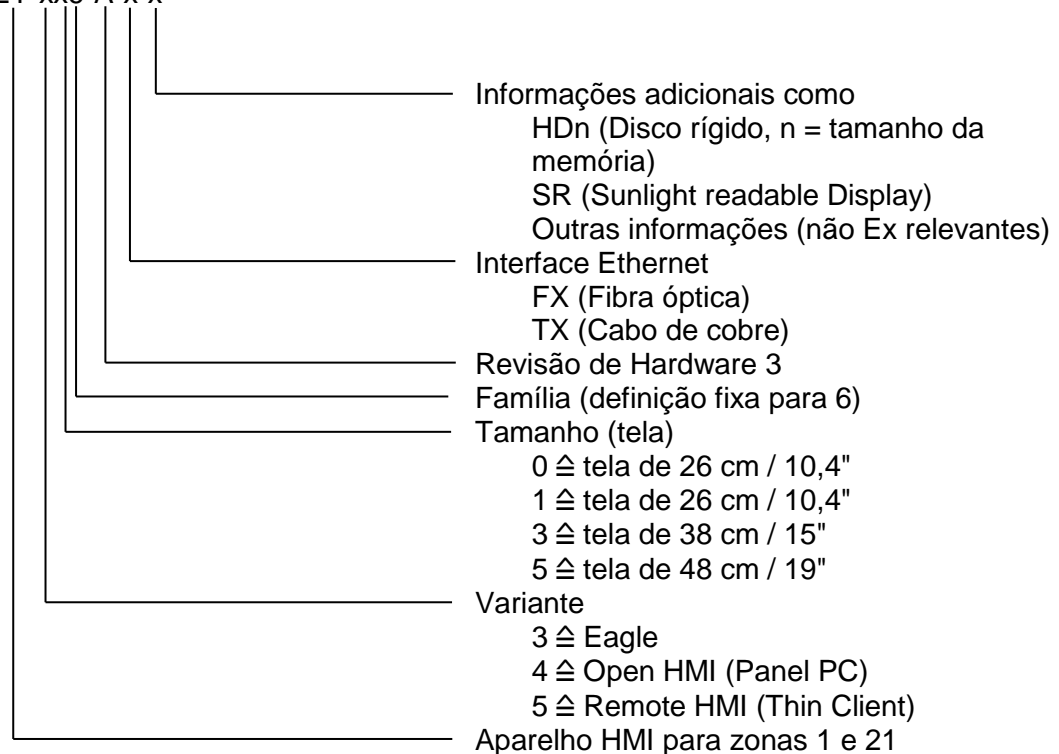 Informações adicionais como
HDn (Disco rígido, n = tamanho da
memória)
SR (Sunlight readable Display)
Outras informações (não Ex relevantes)
Interface Ethernet
FX (Fibra óptica)
TX (Cabo de cobre)
Revisão de Hardware 3
Família (definição fixa para 6)
Tamanho (tela)
0 ≙ tela de 26 cm / 10,4"
1 ≙ tela de 26 cm / 10,4"
3 ≙ tela de 38 cm / 15"
5 ≙ tela de 48 cm / 19"
Variante
3 ≙ Eagle
4 ≙ Open HMI (Panel PC)
5 ≙ Remote HMI (Thin Client)
Aparelho HMI para zonas 1 e 21